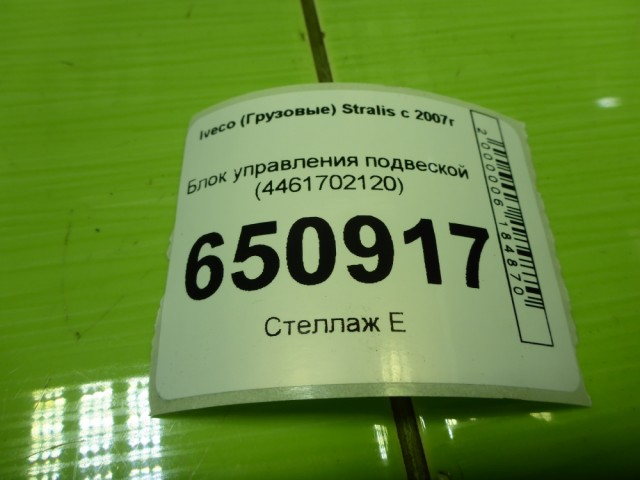 Iveco (Грузовые) Stralis с 2007г
Блок управления подвеской
(4461702120)
650917
Стеллаж Е
2000006184870